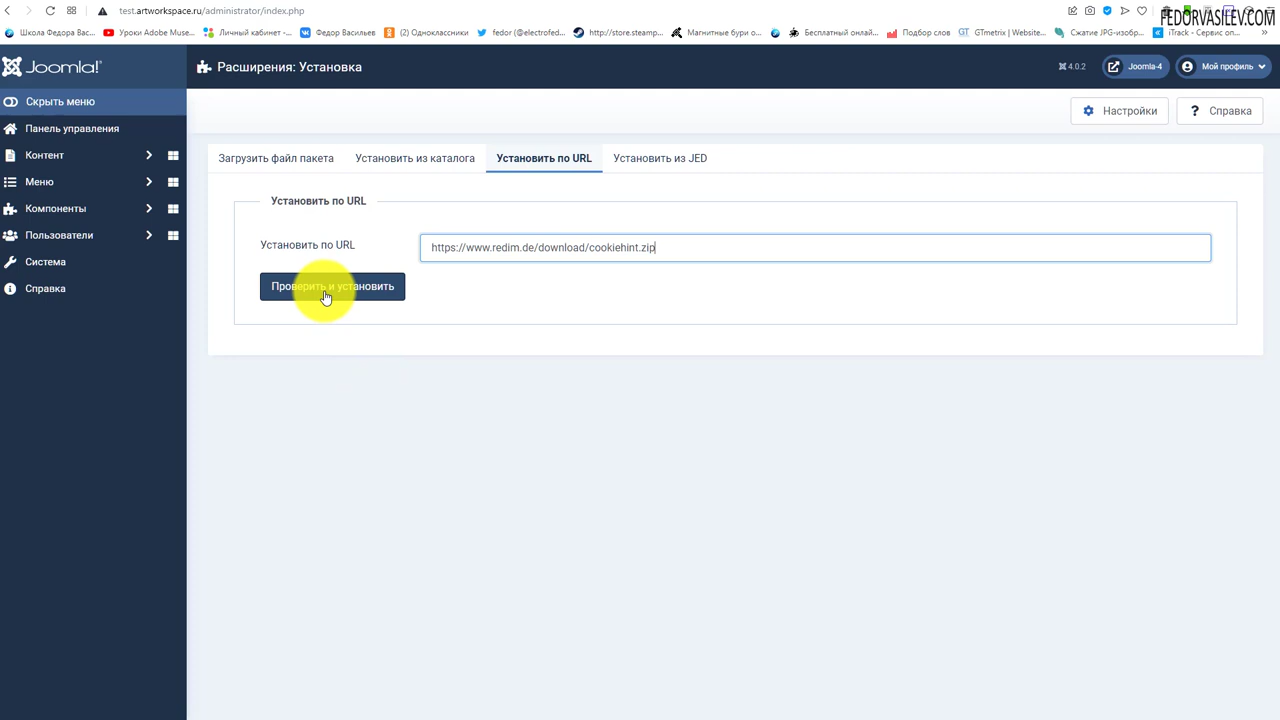 test.artworkspace.ru/administrator/index.php
FEDORVASILEV.COM
Школа Федора Вас... Уроки Adobe Muse... Личный кабинет -... Федор Васильев (2) Одноклассники fedor (@electrofed... http://store.steamp... Магнитные бури о... Бесплатный онлай... Подбор слов GTmetrix | Website... Сжатие JPG-изобр... iTrack - Сервис оп...
Joomla!
Расширения: Установка
4.0.2
Joomla-4
Мой профиль
Скрыть меню
Панель управления
Контент
Меню
Компоненты
Пользователи
Система
Справка
Настройки
? Справка
Загрузить файл пакета Установить из каталога Установить по URL Установить из JED
Установить по URL
Установить по URL
https://www.redim.de/download/cookiehint.zip
Проверить и установить